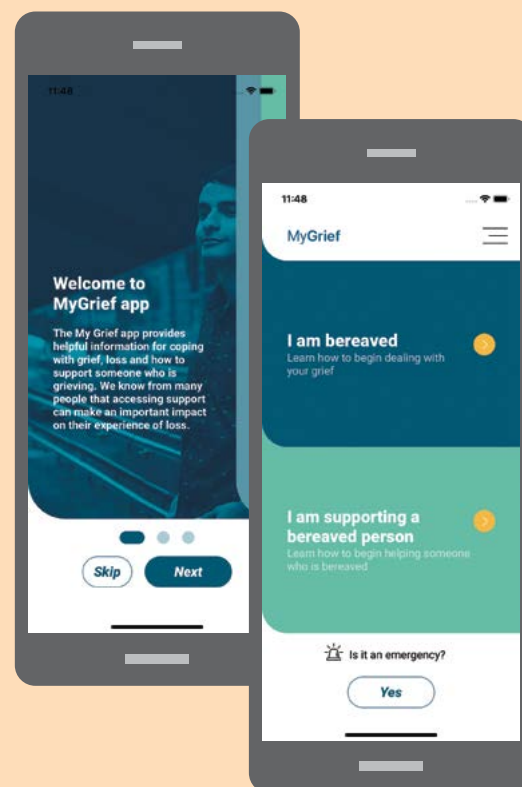 11:48
Welcome to
MyGrief app
The My Grief app provides
helpful information for coping
with grief, loss and how to
support someone who is
grieving. We know from many
people that accessing support
can make an important impact
on their experience of loss.
Skip
Next
11:48
MyGrief
I am bereaved
Learn how to begin dealing with
your grief
I am supporting a
bereaved person
Learn how to begin helping someone
who is bereaved
Is it an emergency?
Yes